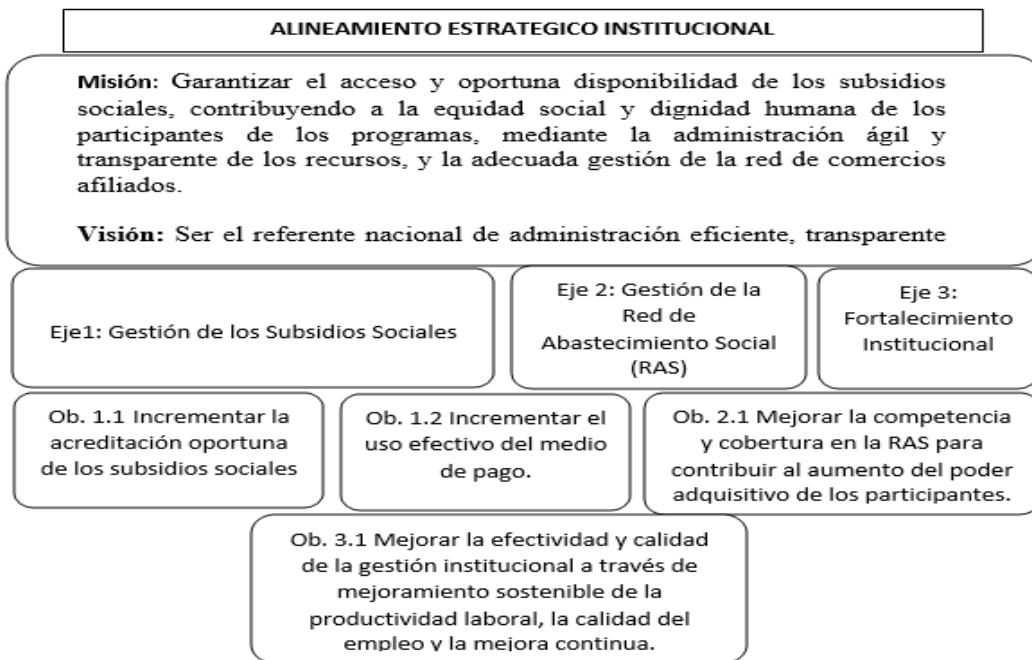 ALINEAMIENTO ESTRATEGICO INSTITUCIONAL
Misión: Garantizar el acceso y oportuna disponibilidad de los subsidios
sociales, contribuyendo a la equidad social y dignidad humana de los
participantes de los programas, mediante la administración ágil y
transparente de los recursos, y la adecuada gestión de la red de comercios
afiliados.
Visión: Ser el referente nacional de administración eficiente, transparente
Eje1: Gestión de los Subsidios Sociales
Eje 2: Gestión de la
Red de
Abastecimiento Social
(RAS)
Eje 3:
Fortalecimiento
Institucional
Ob. 1.1 Incrementar la
acreditación oportuna
de los subsidios sociales
Ob. 1.2 Incrementar el
uso efectivo del medio
de pago.
Ob. 2.1 Mejorar la competencia
y cobertura en la RAS para
contribuir al aumento del poder
adquisitivo de los participantes.
Ob. 3.1 Mejorar la efectividad y calidad
de la gestión institucional a través de
mejoramiento sostenible de la
productividad laboral, la calidad del
empleo y la mejora continua.